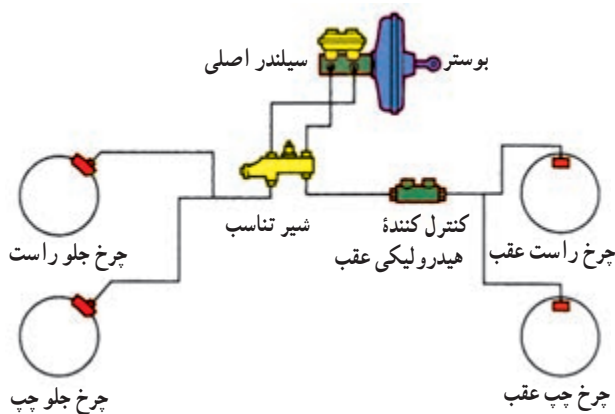 بوستر
سیلندر اصلی
شیر تناسب
کنترل کنندهٔ
هیدرولیکی عقب
چرخ راست عقب
چرخ جلو راست
چرخ چپ عقب
چرخ جلو چپ